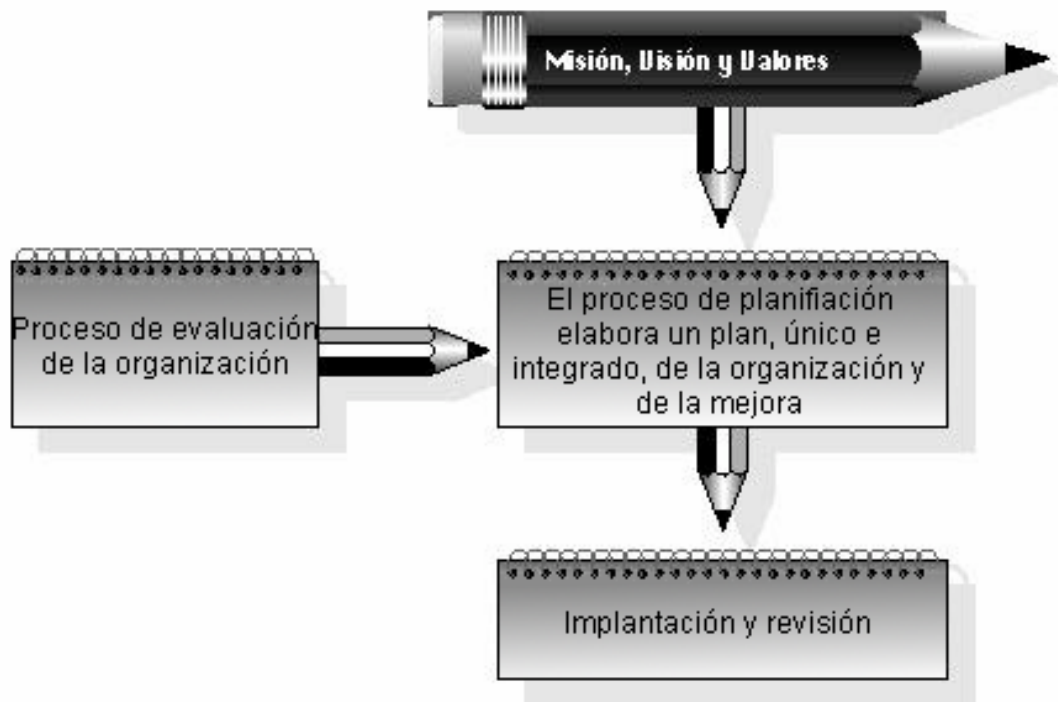 Misión, Visión y Valores
Proceso de evaluación
de la organización
El proceso de planifiación
elabora un plan, único e
integrado, de la organización y
de la mejora
Implantación y revisión